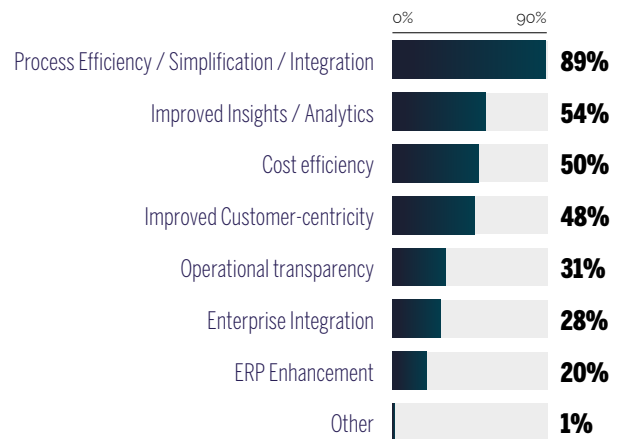 0% 90%
Process Efficiency / Simplification / Integration 89%
Improved Insights / Analytics 54%
Cost efficiency 50%
Improved Customer-centricity 48%
Operational transparency 31%
Enterprise Integration 28%
ERP Enhancement 20%
Other 1%